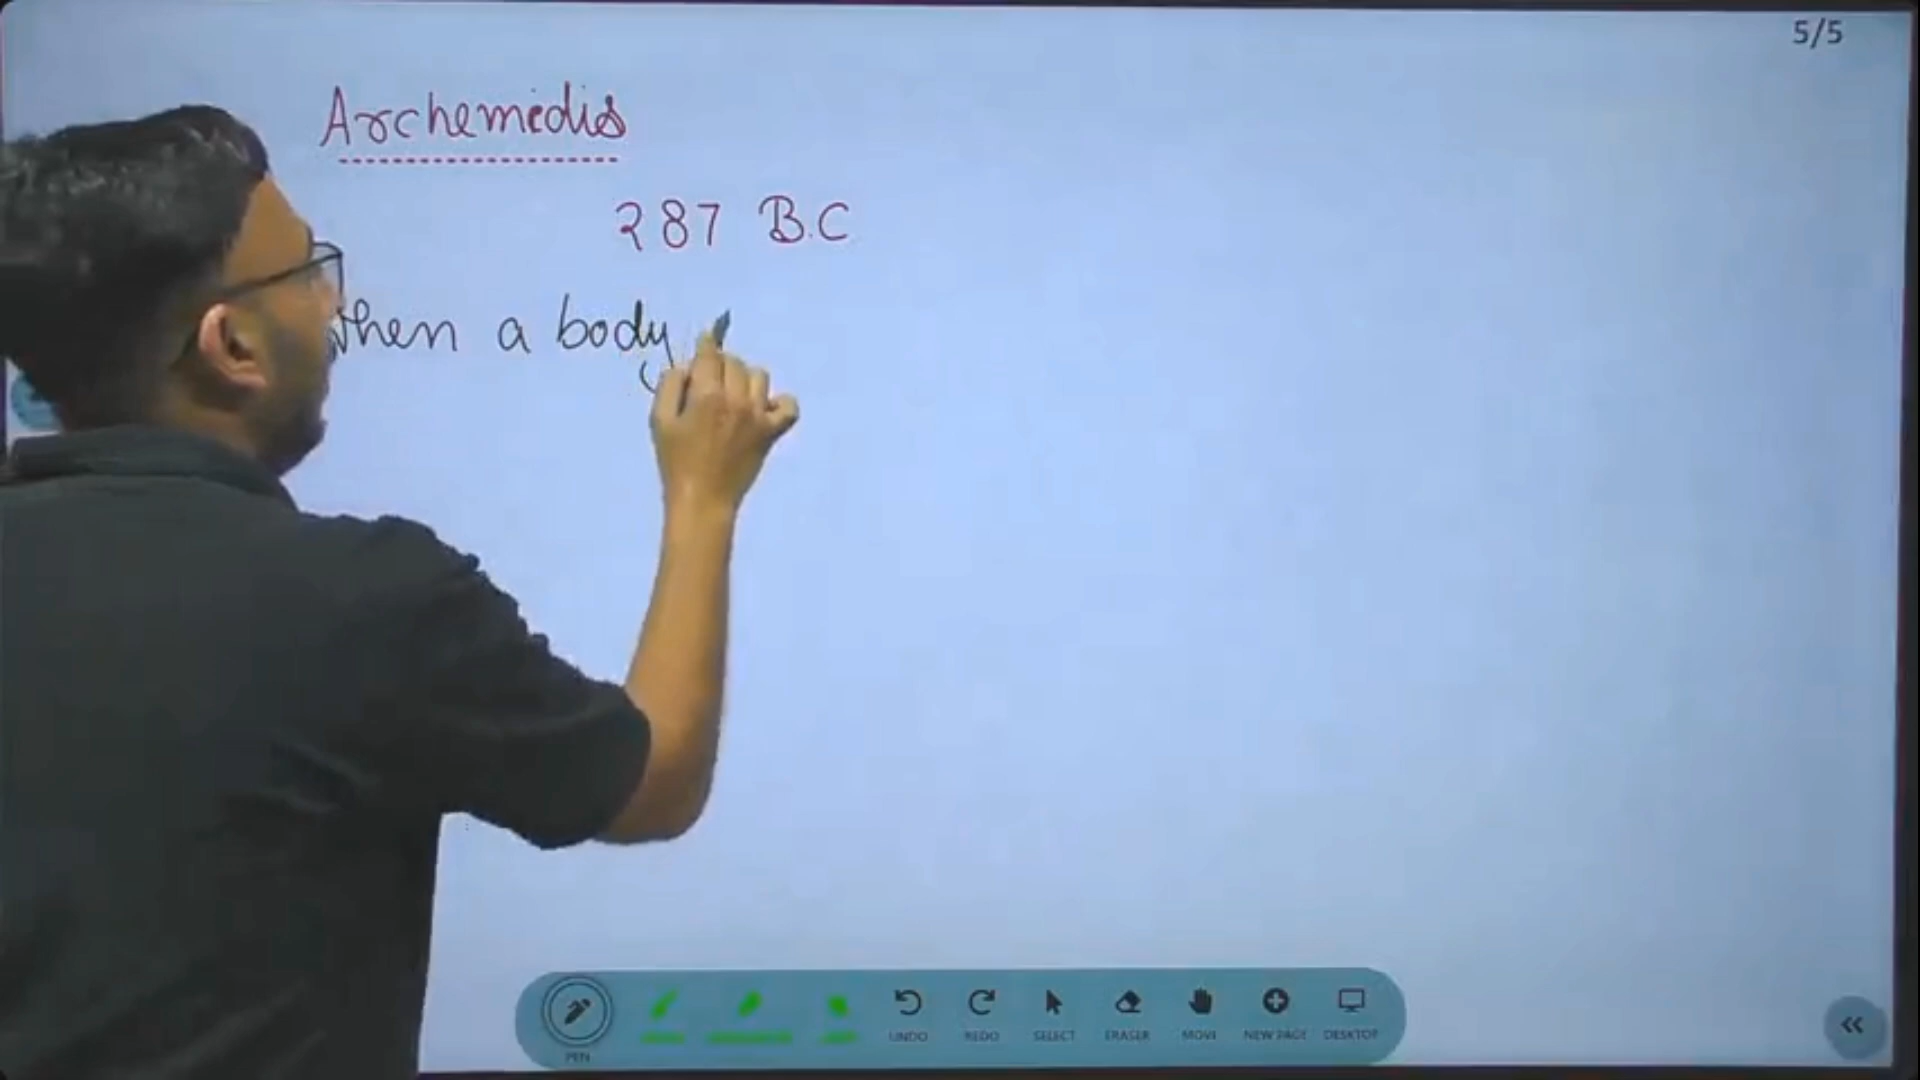 5/5
Archemedis
287 B.C
When a body
PEN UNDO REDO SELECT ERASER MOVE NEW PAGE DESKTOP